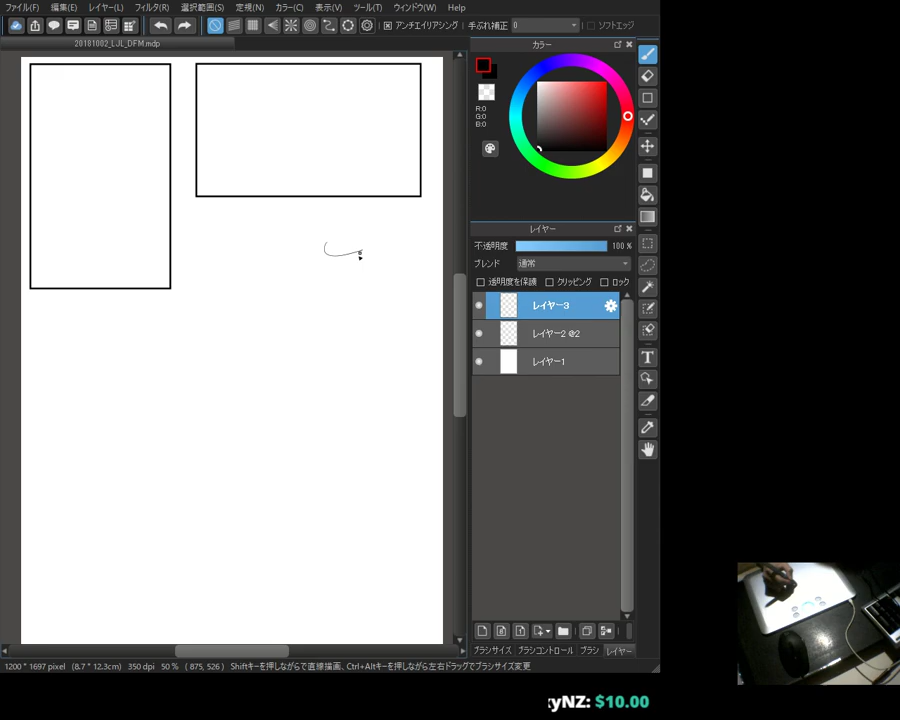 ファイル(F) 編集(E) レイヤー(L) フィルタ(R) 選択範囲(S) 定規(N) カラー(C) 表示(V) ツール(T) ウィンドウ(W) Help
アンチエイリアシング 手ぶれ補正 0 ソフトエッジ
20181002_LJL_DFM.mdp
カラー
R:0
G:0
B:0
レイヤー
不透明度 100 %
ブレンド 通常
透明度を保護 クリッピング ロック
レイヤー3
レイヤー2 @2
レイヤー1
T
ブラシサイズ ブラシコントロール ブラシ レイヤー
1200 * 1697 pixel (8.7 * 12.3cm) 350 dpi 50 % ( 875, 526 ) Shiftキーを押しながらで直線描画、Ctrl+Altキーを押しながら左右ドラッグでブラシサイズ変更
yNZ: $10.00